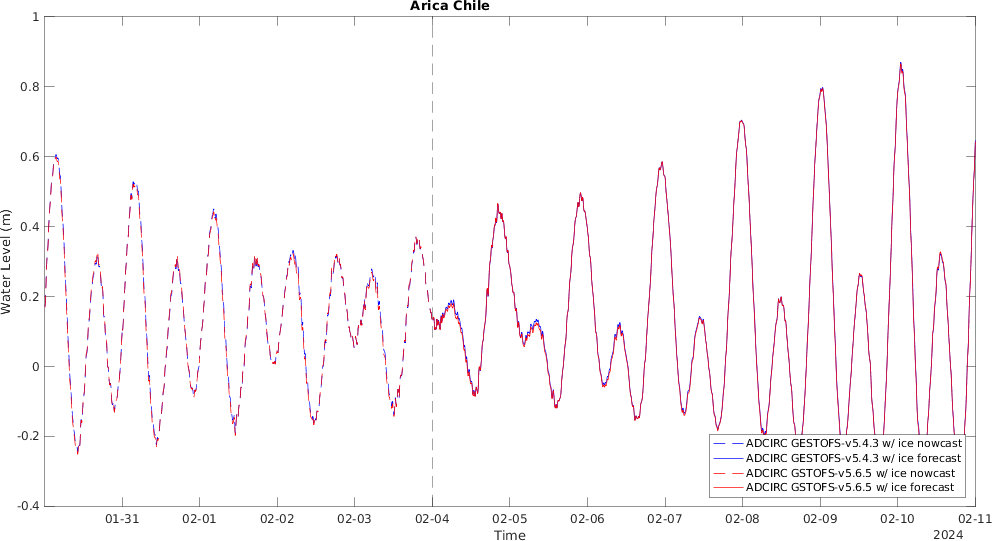 Arica Chile
1
0.8
0.6
0.4
0.2
0
-0.2
-0.4
Water Level (m)
ADCIRC GESTOFS-v5.4.3 w/ ice nowcast
ADCIRC GESTOFS-v5.4.3 w/ ice forecast
ADCIRC GSTOFS-v5.6.5 w/ ice nowcast
ADCIRC GSTOFS-v5.6.5 w/ ice forecast
01-31 02-01 02-02 02-03 02-04 02-05 02-06 02-07 02-08 02-09 02-10 02-11
Time
2024